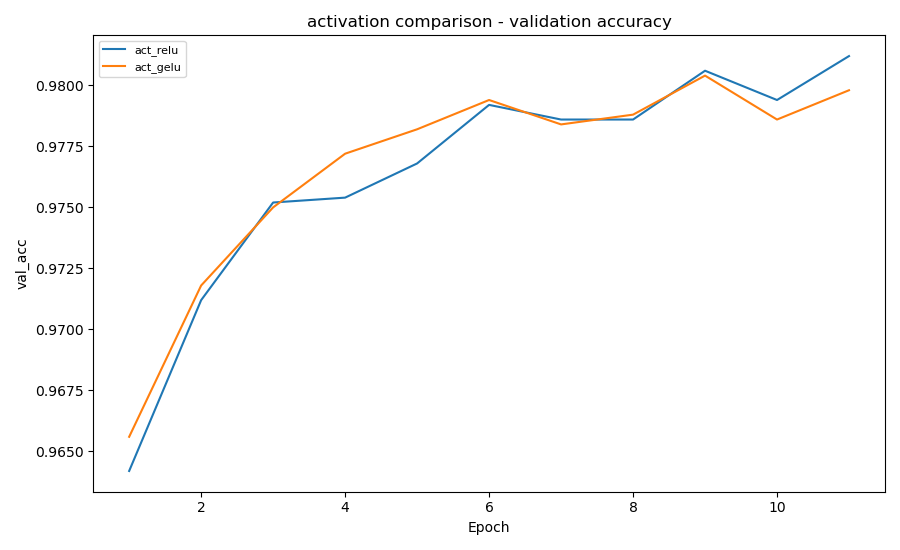 activation comparison - validation accuracy
act_relu
act_gelu
0.9800
0.9775
0.9750
0.9725
0.9700
0.9675
0.9650
val_acc
2 4 6 8 10
Epoch